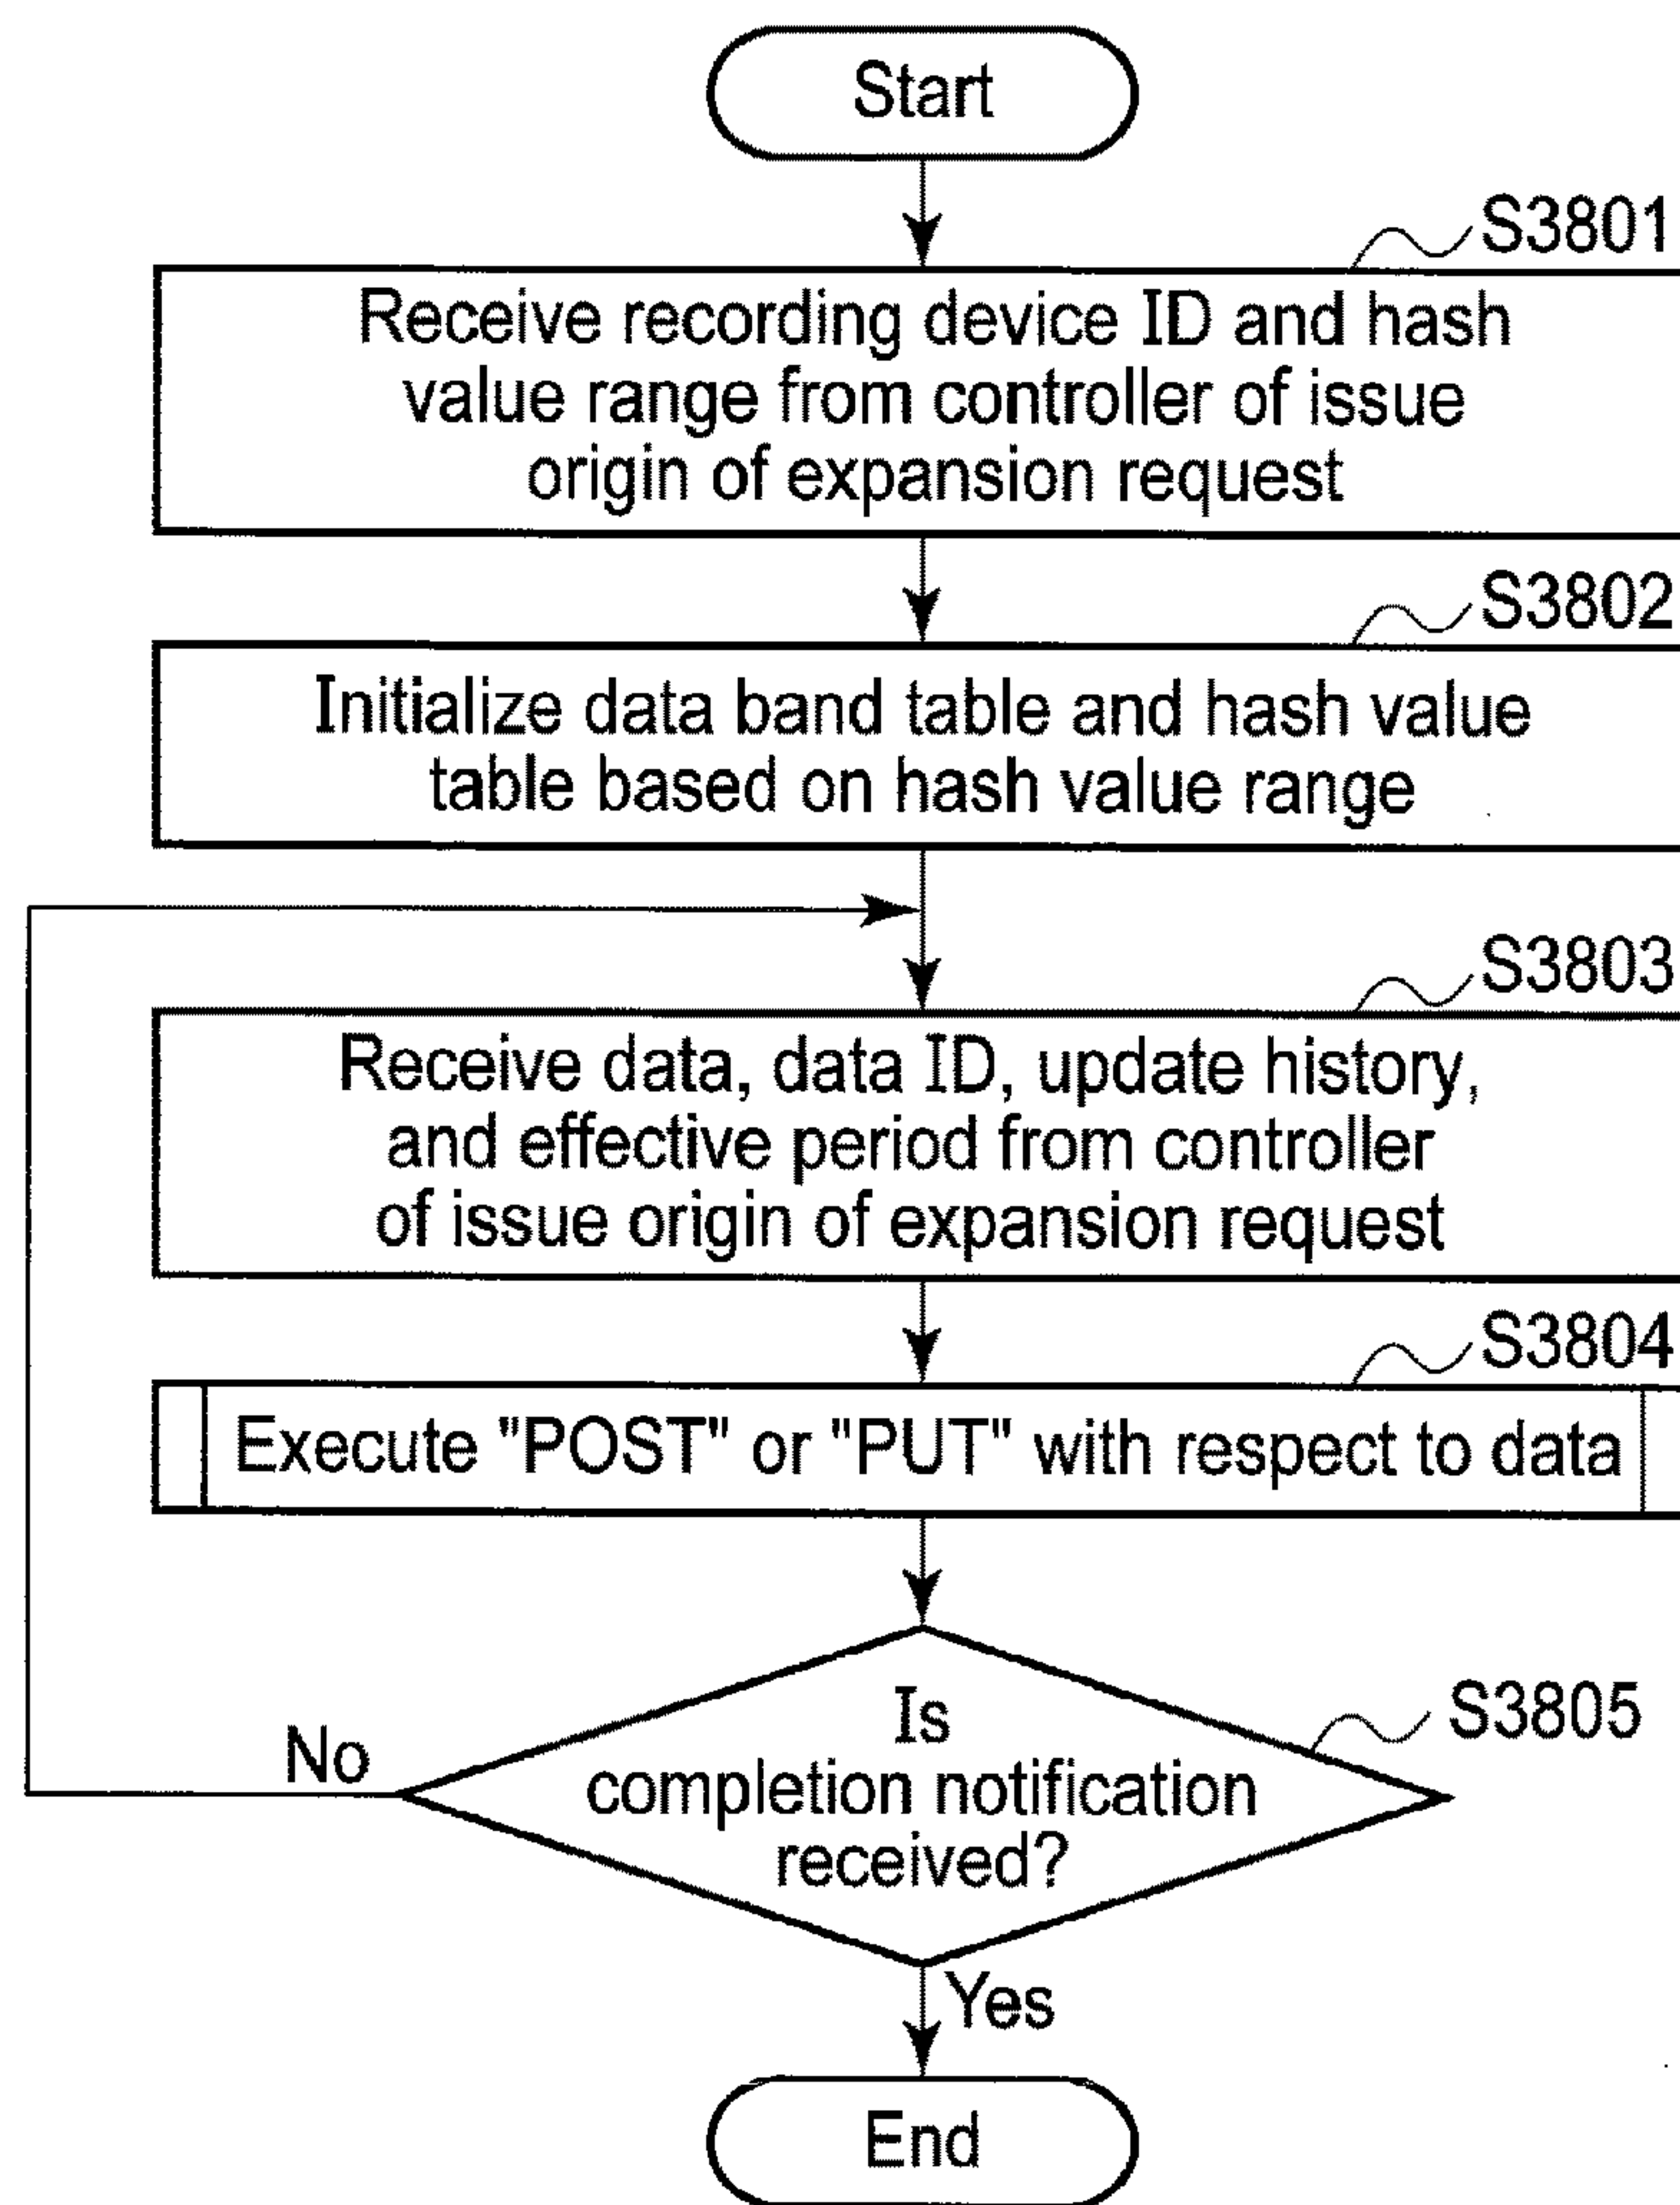 Start
S3801
Receive recording device ID and hash
value range from controller of issue
origin of expansion request
S3802
Initialize data band table and hash value
table based on hash value range
S3803
Receive data, data ID, update history,
and effective period from controller
of issue origin of expansion request
S3804
Execute "POST" or "PUT" with respect to data
S3805
Is
completion notification
received?
No
Yes
End